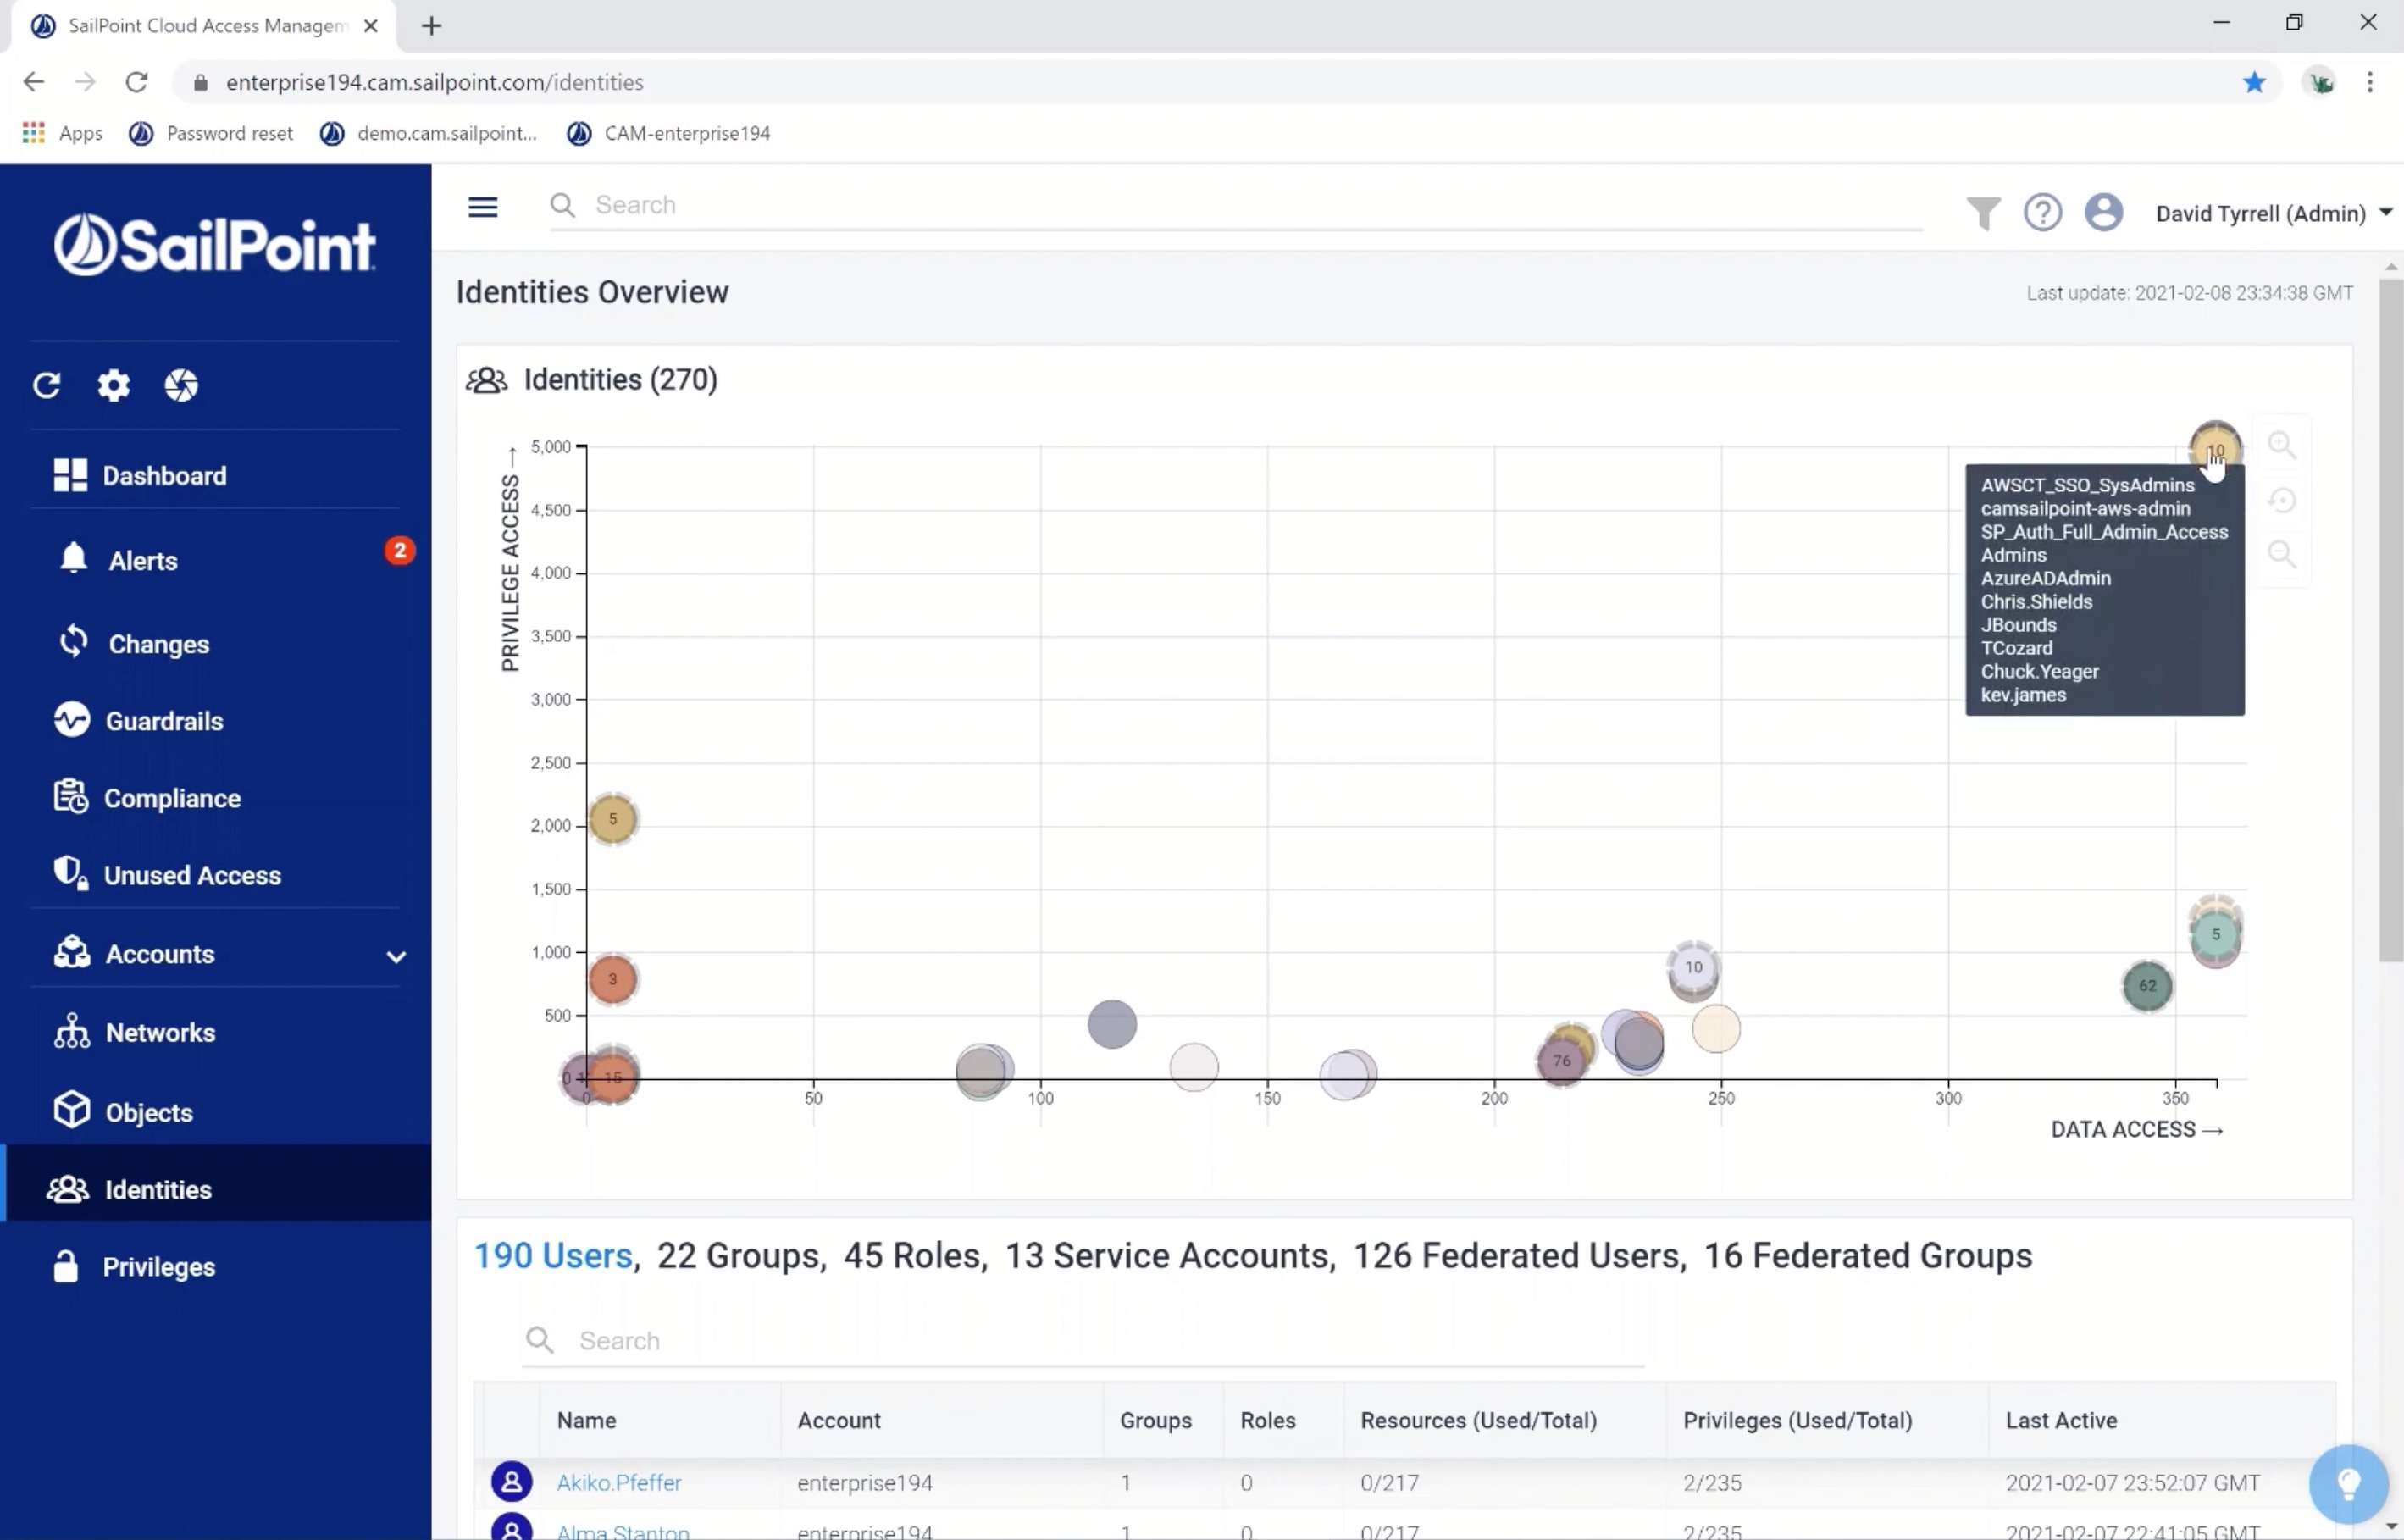 SailPoint Cloud Access Managem
enterprise194.cam.sailpoint.com/identities
Apps
Password reset
demo.cam.sailpoint...
CAM-enterprise194
SailPoint
Search
David Tyrrell (Admin)
Dashboard
Alerts
2
Changes
Guardrails
Compliance
Unused Access
Accounts
Networks
Objects
Identities
Privileges
Identities Overview
Last update: 2021-02-08 23:34:38 GMT
Identities (270)
PRIVILEGE ACCESS →
5,000
4,500
4,000
3,500
3,000
2,500
2,000
1,500
1,000
500
0
10
AWSCT_SSO_SysAdmins
camsailpoint-aws-admin
SP_Auth_Full_Admin_Access
Admins
AzureADAdmin
Chris.Shields
JBounds
TCozard
Chuck.Yeager
kev.james
5
5
10
3
62
76
15
0
50
100
150
200
250
300
350
DATA ACCESS →
190 Users, 22 Groups, 45 Roles, 13 Service Accounts, 126 Federated Users, 16 Federated Groups
Search
Name Account Groups Roles Resources (Used/Total) Privileges (Used/Total) Last Active
Akiko.Pfeffer enterprise194 1 0 0/217 2/235 2021-02-07 23:52:07 GMT
Alma.Stanton enterprise194 1 0 0/217 2/235 2021-02-07 22:41:05 GMT